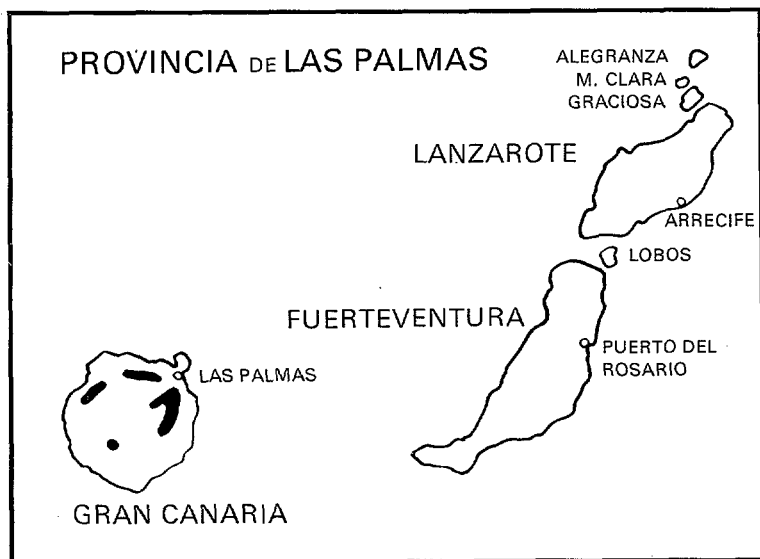 PROVINCIA DE LAS PALMAS
ALEGRANZA
M. CLARA
GRACIOSA
LANZAROTE
ARRECIFE
LOBOS
FUERTEVENTURA
PUERTO DEL
ROSARIO
LAS PALMAS
GRAN CANARIA